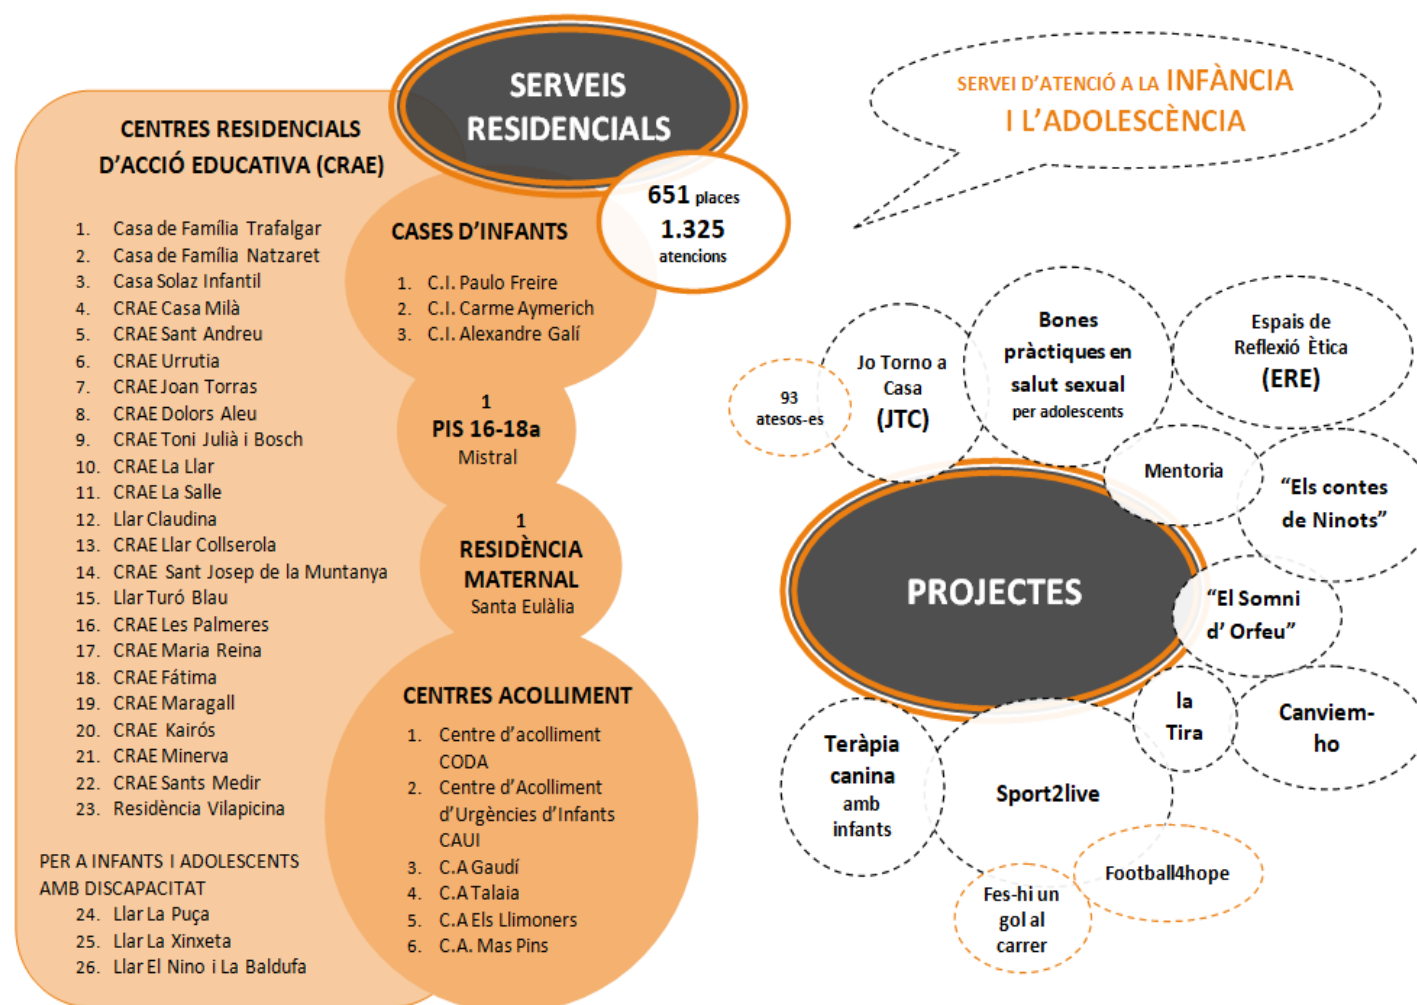 SERVEIS
RESIDENCIALS
651 places
1.325
atencions
CENTRES RESIDENCIALS
D’ACCIÓ EDUCATIVA (CRAE)
1. Casa de Família Trafalgar
2. Casa de Família Natzaret
3. Casa Solaz Infantil
4. CRAE Casa Milà
5. CRAE Sant Andreu
6. CRAE Urrutia
7. CRAE Joan Torras
8. CRAE Dolors Aleu
9. CRAE Toni Julià i Bosch
10. CRAE La Llar
11. CRAE La Salle
12. Llar Claudina
13. CRAE Llar Collserola
14. CRAE Sant Josep de la Muntanya
15. Llar Turó Blau
16. CRAE Les Palmeres
17. CRAE Maria Reina
18. CRAE Fátima
19. CRAE Maragall
20. CRAE Kairós
21. CRAE Minerva
22. CRAE Sants Medir
23. Residència Vilapicina
PER A INFANTS I ADOLESCENTS
AMB DISCAPACITAT
24. Llar La Puça
25. Llar La Xinxeta
26. Llar El Nino i La Baldufa
CASES D’INFANTS
1. C.I. Paulo Freire
2. C.I. Carme Aymerich
3. C.I. Alexandre Galí
1
PIS 16-18a
Mistral
1
RESIDÈNCIA
MATERNAL
Santa Eulàlia
CENTRES ACOLLIMENT
1. Centre d’acolliment
CODA
2. Centre d’Acolliment
d’Urgències d’Infants
CAUI
3. C.A Gaudí
4. C.A Talaia
5. C.A Els Llimoners
6. C.A. Mas Pins
SERVEI D’ATENCIÓ A LA INFÀNCIA
I L’ADOLESCÈNCIA
93
atesos-es
Jo Torno a
Casa
(JTC)
Bones
pràctiques en
salut sexual
per adolescents
Espais de
Reflexió Ètica
(ERE)
Mentoria
“Els contes
de Ninots”
PROJECTES
“El Somni
d’ Orfeu”
la
Tira
Canviem-
ho
Teràpia
canina
amb
infants
Sport2live
Football4hope
Fes-hi un
gol al
carrer